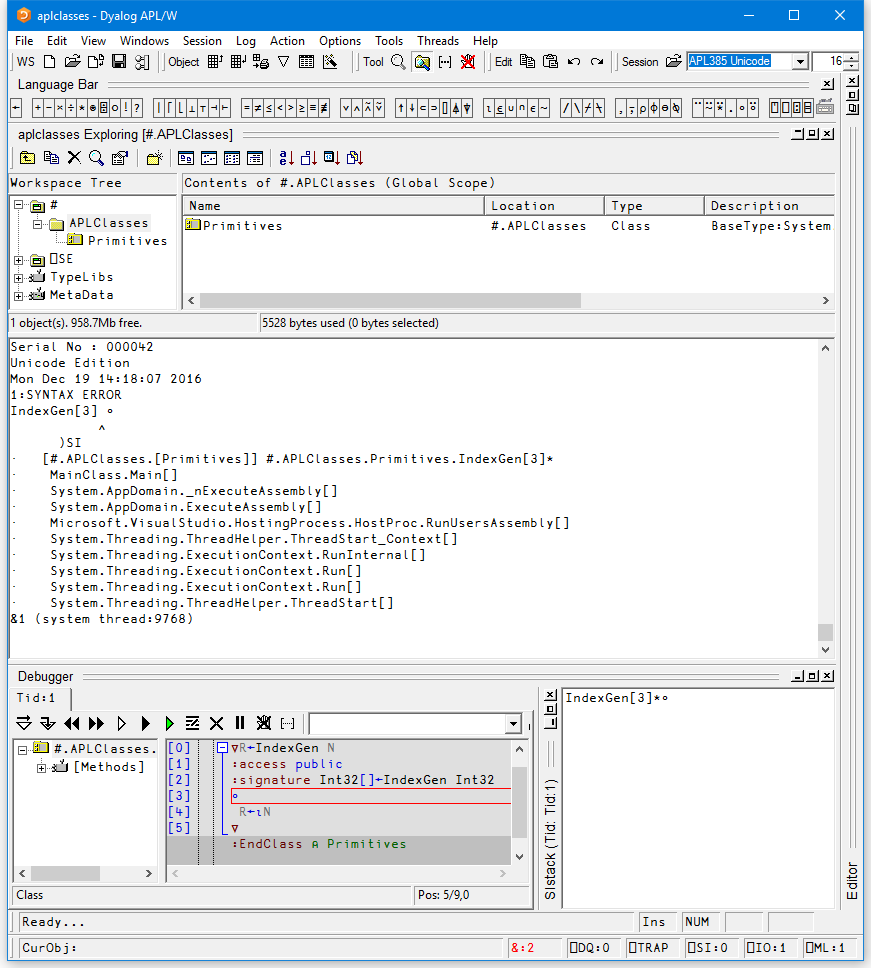 aplclasses - Dyalog APL/W
File Edit View Windows Session Log Action Options Tools Threads Help
WS Object Tool Edit Session APL385 Unicode 16
Language Bar
← + - × ÷ * ⍟ ⌹ ○ ! ? | ⌈ ⌊ ⊥ ⊤ ⊣ ⊢ = ≠ ≤ < > ≥ ≡ ≢ ∨ ∧ ⍲ ⍱ ↑ ↓ ⊂ ⊃ ⌷ ⍋ ⍒ ⍳ ∊ ∪ ∩ ~ / \ ⌿ ⍀ , ⍪ ⍴ ⌽ ⊖ ⍉ ¨ ⍨ ⍣ . ∘ ⍤
aplclasses Exploring [#.APLClasses]
Workspace Tree
Contents of #.APLClasses (Global Scope)
Name Location Type Description
Primitives #.APLClasses Class BaseType:System.
#
APLClasses
Primitives
⎕SE
TypeLibs
MetaData
1 object(s). 958.7Mb free.
5528 bytes used (0 bytes selected)
Serial No : 000042
Unicode Edition
Mon Dec 19 14:18:07 2016
1:SYNTAX ERROR
IndexGen[3] ∘
^
)SI
· [#.APLClasses.[Primitives]] #.APLClasses.Primitives.IndexGen[3]*
· MainClass.Main[]
· System.AppDomain._nExecuteAssembly[]
· System.AppDomain.ExecuteAssembly[]
· Microsoft.VisualStudio.HostingProcess.HostProc.RunUsersAssembly[]
· System.Threading.ThreadHelper.ThreadStart_Context[]
· System.Threading.ExecutionContext.RunInternal[]
· System.Threading.ExecutionContext.Run[]
· System.Threading.ExecutionContext.Run[]
· System.Threading.ThreadHelper.ThreadStart[]
&1 (system thread:9768)
Debugger
Tid:1
#.APLClasses.
[Methods]
[0] ∇R←IndexGen N
[1] :access public
[2] :signature Int32[]←IndexGen Int32
[3] ∘
[4] R←⍳N
[5] ∇
:EndClass ⍝ Primitives
Class
Pos: 5/9,0
IndexGen[3]*∘
SIstack (Tid: Tid:1)
Editor
Ready...
Ins NUM
CurObj:
&:2 ⎕DQ:0 ⎕TRAP ⎕SI:0 ⎕IO:1 ⎕ML:1